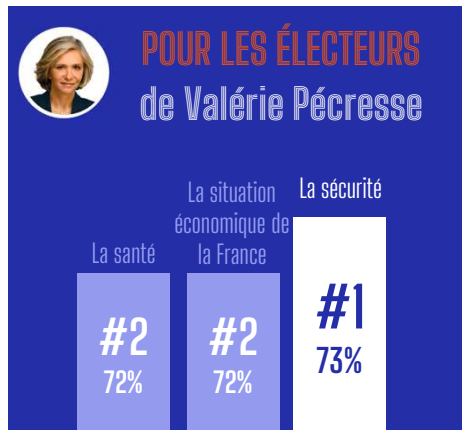 POUR LES ÉLECTEURS
de Valérie Pécresse
La santé
#2
72%
La situation
économique de
la France
#2
72%
La sécurité
#1
73%